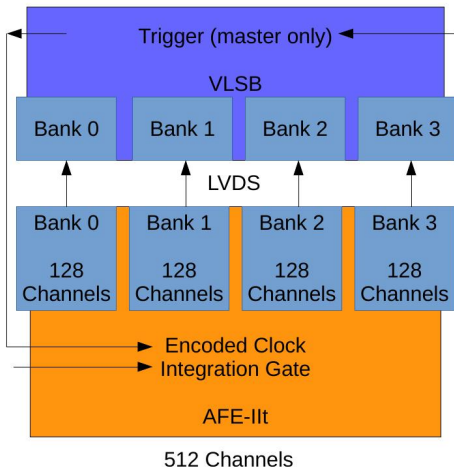 Trigger (master only)
VLSB
Bank 0 Bank 1 Bank 2 Bank 3
LVDS
Bank 0 Bank 1 Bank 2 Bank 3
128 128 128 128
Channels Channels Channels Channels
Encoded Clock
Integration Gate
AFE-IIt
512 Channels